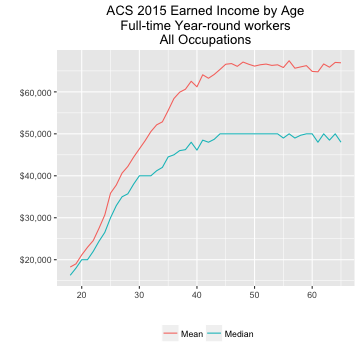 ACS 2015 Earned Income by Age
Full-time Year-round workers
All Occupations
$60,000
$50,000
$40,000
$30,000
$20,000
20 30 40 50 60
Mean Median